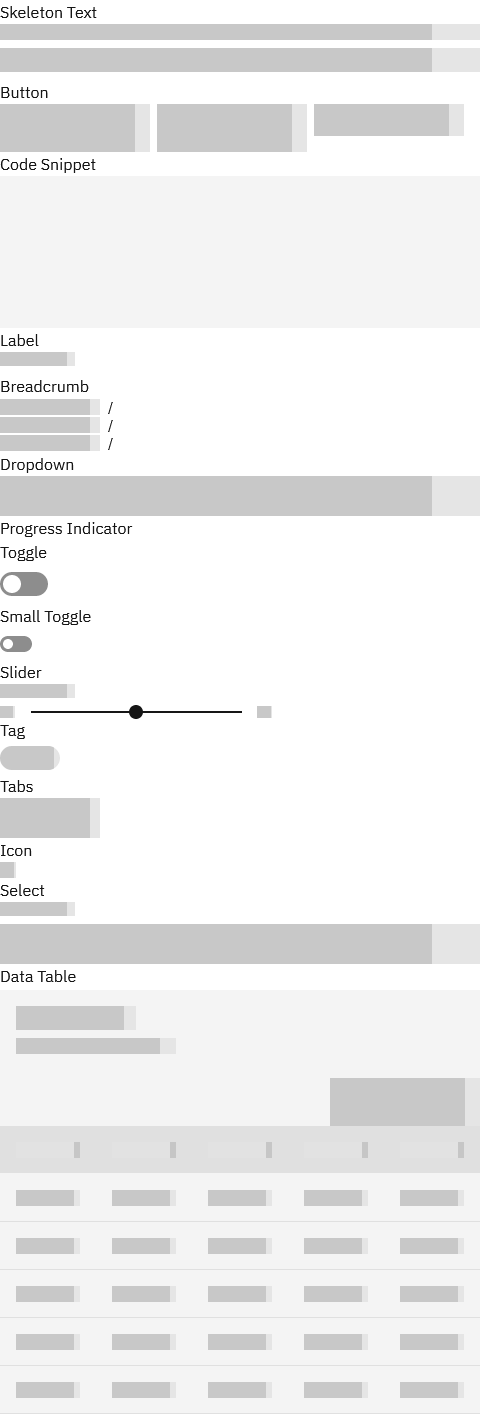 Skeleton Text
Button
Code Snippet
Label
Breadcrumb
/
/
/
Dropdown
Progress Indicator
Toggle
Small Toggle
Slider
Tag
Tabs
Icon
Select
Data Table